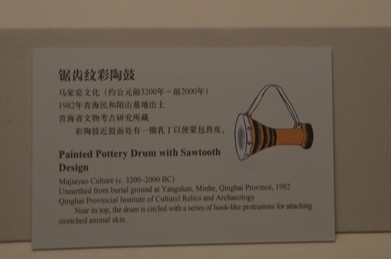 锯齿纹彩陶鼓
马家窑文化（约公元前3200年－前2000年）
1982年青海民和阳山墓地出土
青海省文物考古研究所藏
彩陶鼓近鼓面处有一圈乳丁以便蒙包兽皮。
Painted Pottery Drum with Sawtooth
Design
Majiayao Culture (c. 3200–2000 BC)
Unearthed from burial ground at Yangshan, Minhe, Qinghai Province, 1982
Qinghai Provincial Institute of Cultural Relics and Archaeology
Near its top, the drum is circled with a series of hook-like protrusions for attaching
stretched animal skin.